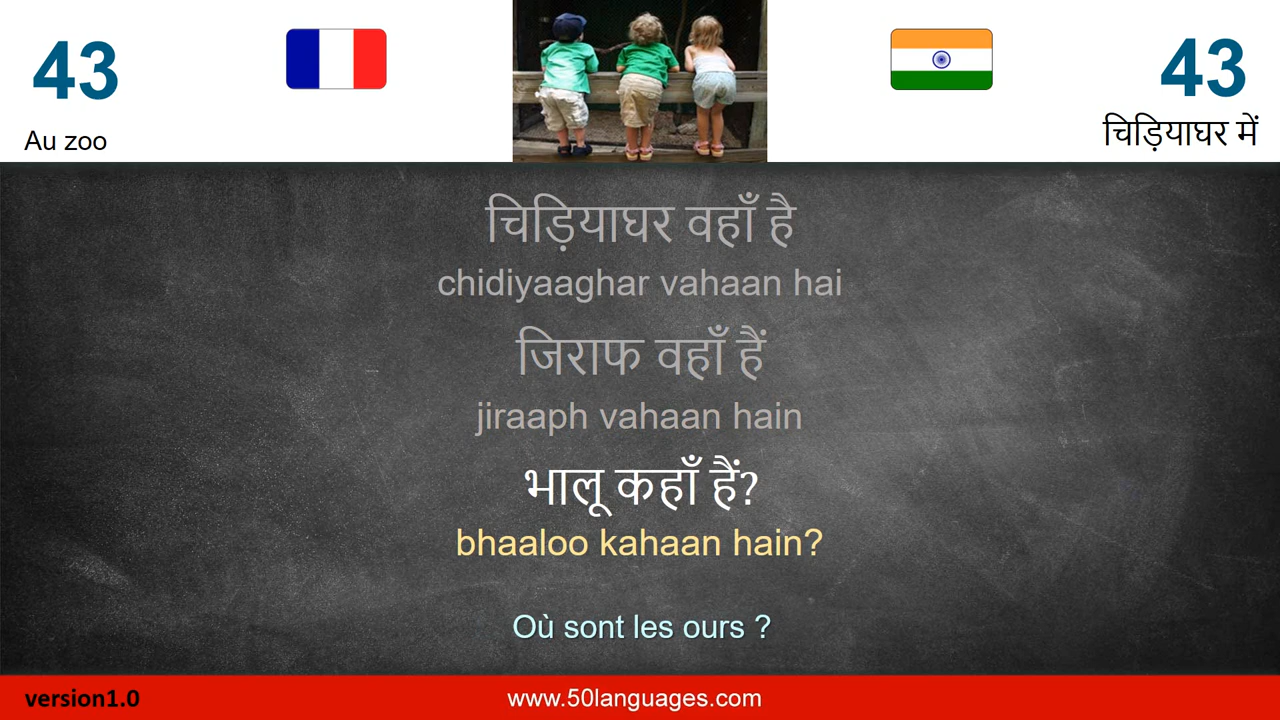 43
43
Au zoo
चिड़ियाघर में
चिड़ियाघर वहाँ है
chidiyaaghar vahaan hai
जिराफ वहाँ हैं
jiraaph vahaan hain
भालू कहाँ हैं?
bhaaloo kahaan hain?
Où sont les ours ?
version1.0
www.50languages.com